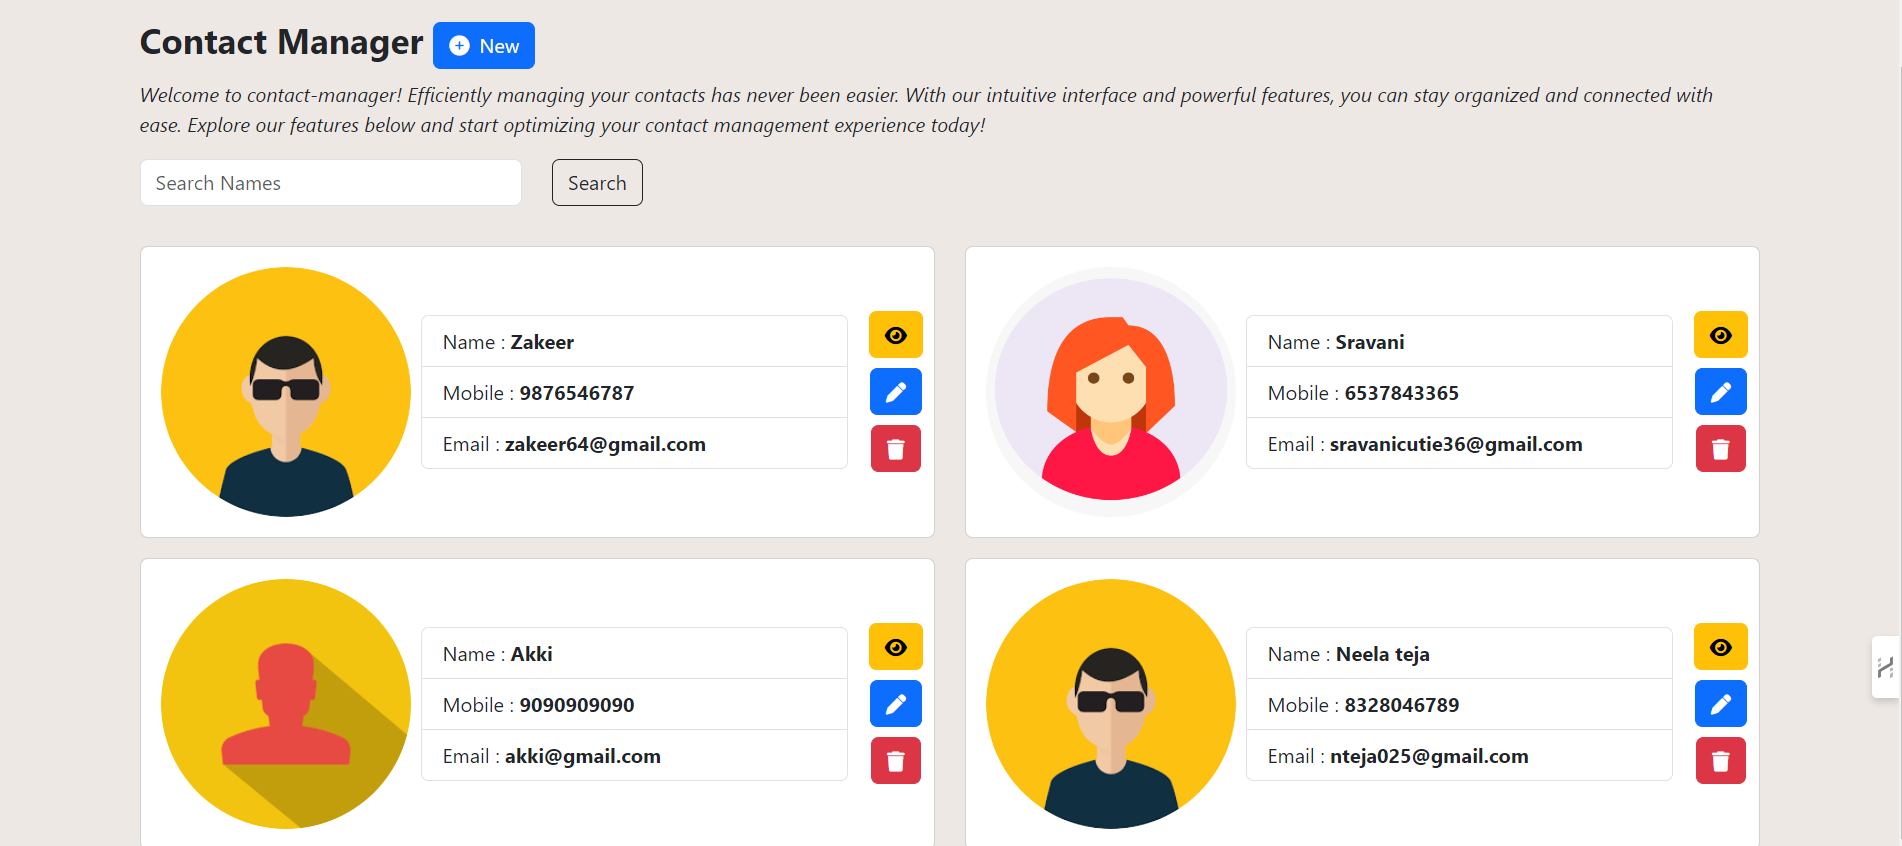 Contact Manager New
Welcome to contact-manager! Efficiently managing your contacts has never been easier. With our intuitive interface and powerful features, you can stay organized and connected with
ease. Explore our features below and start optimizing your contact management experience today!
Search Names Search
Name : Zakeer
Mobile : 9876546787
Email : zakeer64@gmail.com
Name : Sravani
Mobile : 6537843365
Email : sravanicutie36@gmail.com
Name : Akki
Mobile : 9090909090
Email : akki@gmail.com
Name : Neela teja
Mobile : 8328046789
Email : nteja025@gmail.com